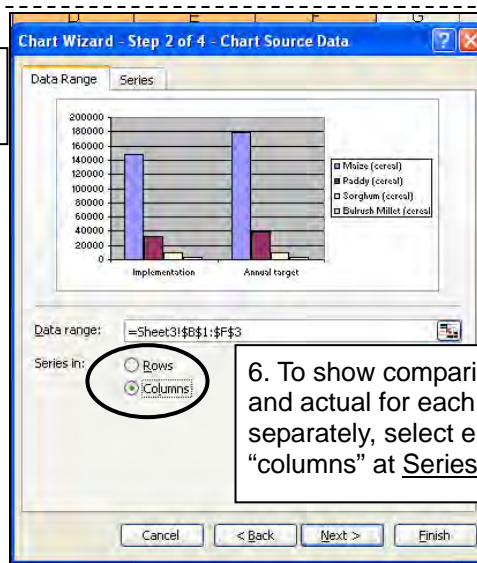 D E F G
Chart Wizard - Step 2 of 4 - Chart Source Data
Data Range Series
200000
180000
160000
140000
120000
100000
80000
60000
40000
20000
0
Implementation Annual target
Maize (cereal)
Paddy (cereal)
Sorghum (cereal)
Bulrush Millet (cereal
Data range: =Sheet3!$B$1:$F$3
Series in: Rows
Columns
6. To show compari
and actual for each
separately, select e
“columns” at Series
Cancel < Back Next > Finish